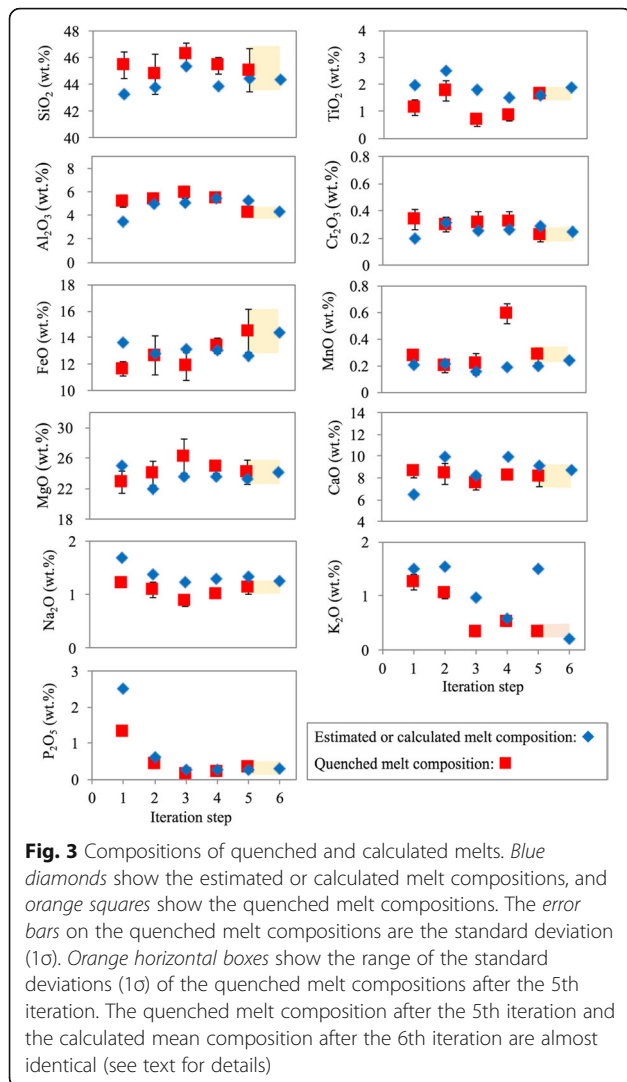 SiO2 (wt.%)
48
46
44
42
40
TiO2 (wt.%)
4
3
2
1
0
Al2O3 (wt.%)
8
6
4
2
0
Cr2O3 (wt.%)
0.8
0.6
0.4
0.2
0
FeO (wt.%)
18
16
14
12
10
MnO (wt.%)
0.8
0.6
0.4
0.2
0
MgO (wt.%)
30
26
22
18
CaO (wt.%)
14
12
10
8
6
4
Na2O (wt.%)
2
1
0
K2O (wt.%)
2
1
0
0 1 2 3 4 5 6
Iteration step
P2O5 (wt.%)
3
2
1
0
0 1 2 3 4 5 6
Iteration step
Estimated or calculated melt composition:
Quenched melt composition:
Fig. 3 Compositions of quenched and calculated melts. Blue
diamonds show the estimated or calculated melt compositions, and
orange squares show the quenched melt compositions. The error
bars on the quenched melt compositions are the standard deviation
(1σ). Orange horizontal boxes show the range of the standard
deviations (1σ) of the quenched melt compositions after the 5th
iteration. The quenched melt composition after the 5th iteration and
the calculated mean composition after the 6th iteration are almost
identical (see text for details)